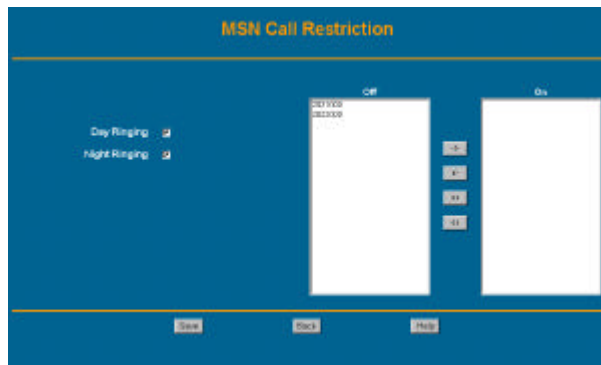 MSN Call Restriction
Off
On
Day Ringing
Night Ringing
Save
Back
Help